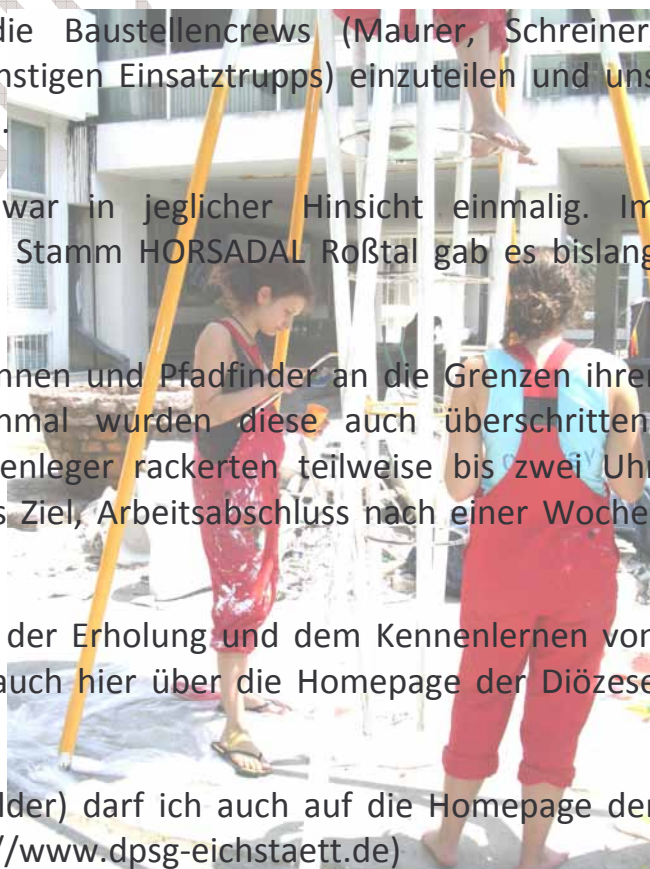 die Baustellencrews (Maurer, Schreiner,
nstigen Einsatztrupps) einzuteilen und uns
.
war in jeglicher Hinsicht einmalig. Im
Stamm HORSADAL Roßtal gab es bislang
nnen und Pfadfinder an die Grenzen ihrer
nmal wurden diese auch überschritten.
enleger rackerten teilweise bis zwei Uhr
s Ziel, Arbeitsabschluss nach einer Woche,
der Erholung und dem Kennenlernen von
auch hier über die Homepage der Diözese
lder) darf ich auch auf die Homepage der
//www.dpsg-eichstaett.de)